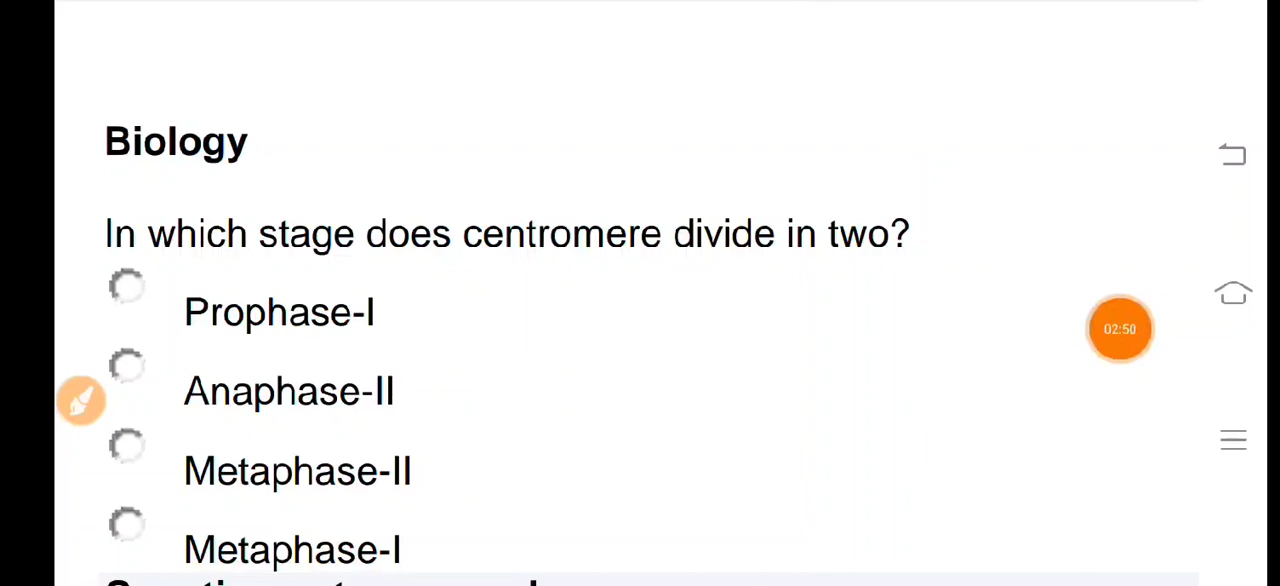 Biology
In which stage does centromere divide in two?
Prophase-I
02:50
Anaphase-II
Metaphase-II
Metaphase-I